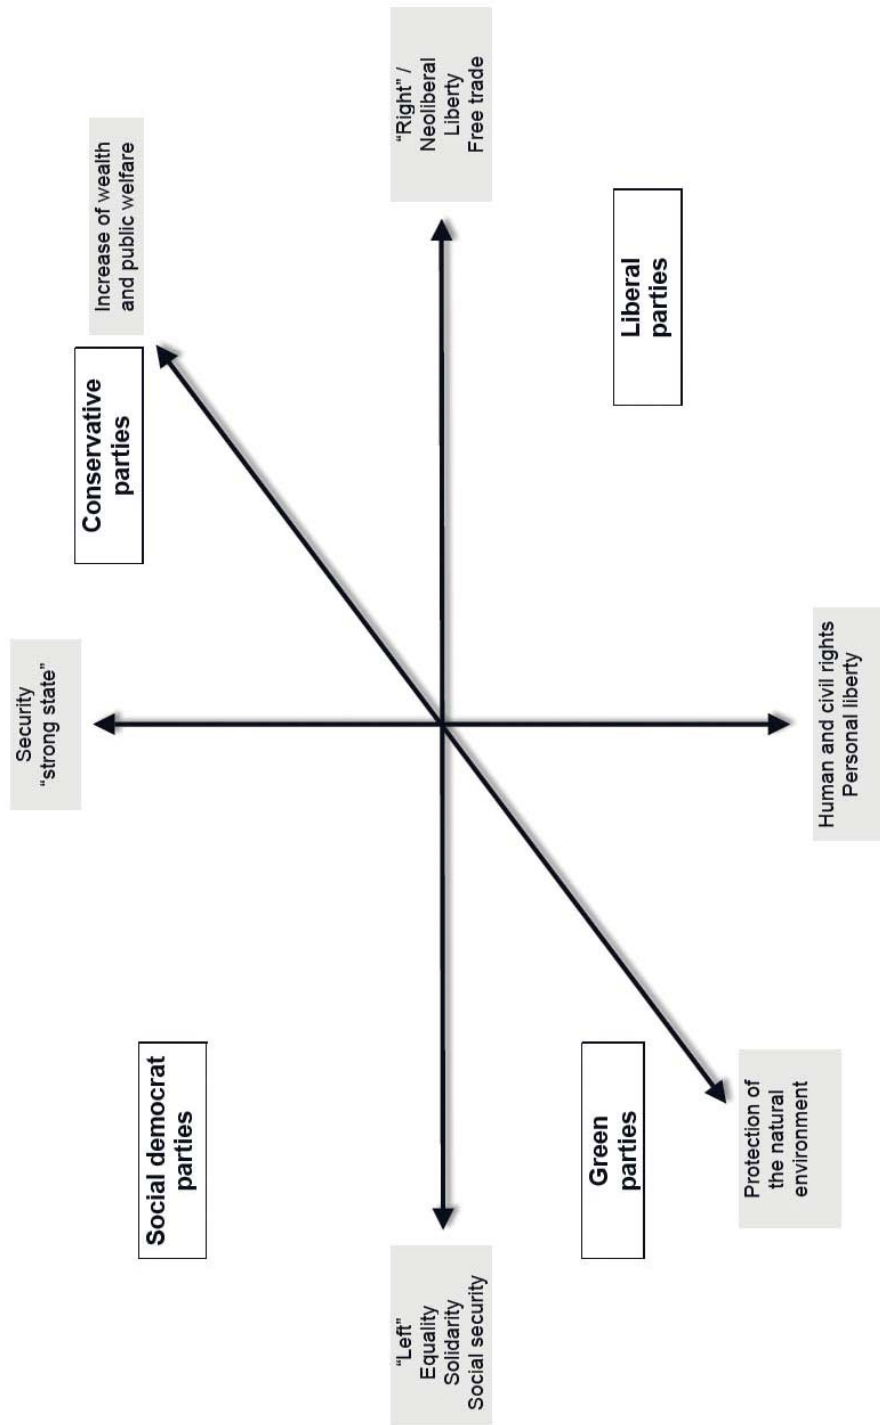 Security
“strong state”
Conservative
parties
Increase of wealth
and public welfare
Social democrat
parties
“Left”
Equality
Solidarity
Social security
“Right” /
Neoliberal
Liberty
Free trade
Green
parties
Liberal
parties
Protection of
the natural
environment
Human and civil rights
Personal liberty